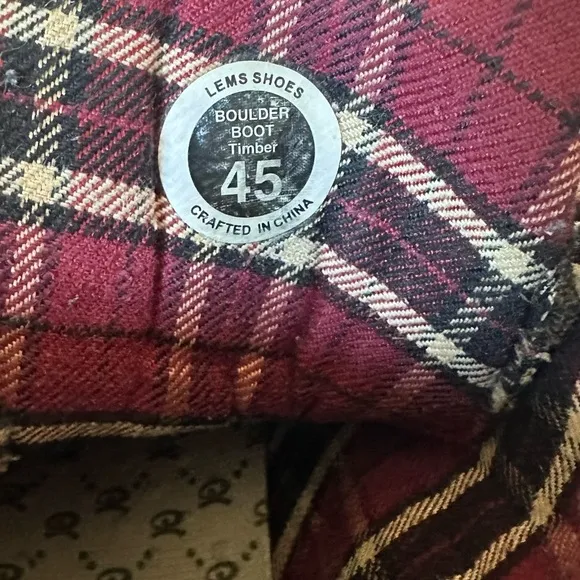 LEMS SHOES
BOULDER
BOOT
Timber
45
CRAFTED IN CHINA